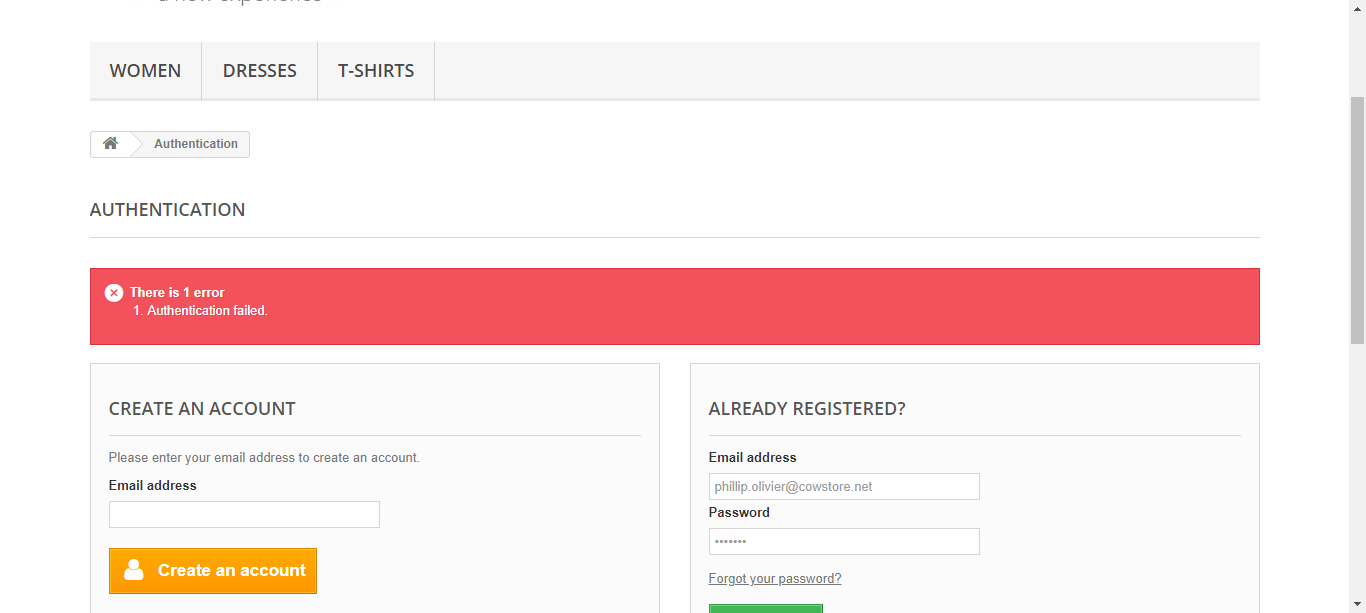 WOMEN DRESSES T-SHIRTS
Authentication
AUTHENTICATION
There is 1 error
1. Authentication failed.
CREATE AN ACCOUNT
Please enter your email address to create an account.
Email address
Create an account
ALREADY REGISTERED?
Email address
phillip.olivier@cowstore.net
Password
•••••••
Forgot your password?